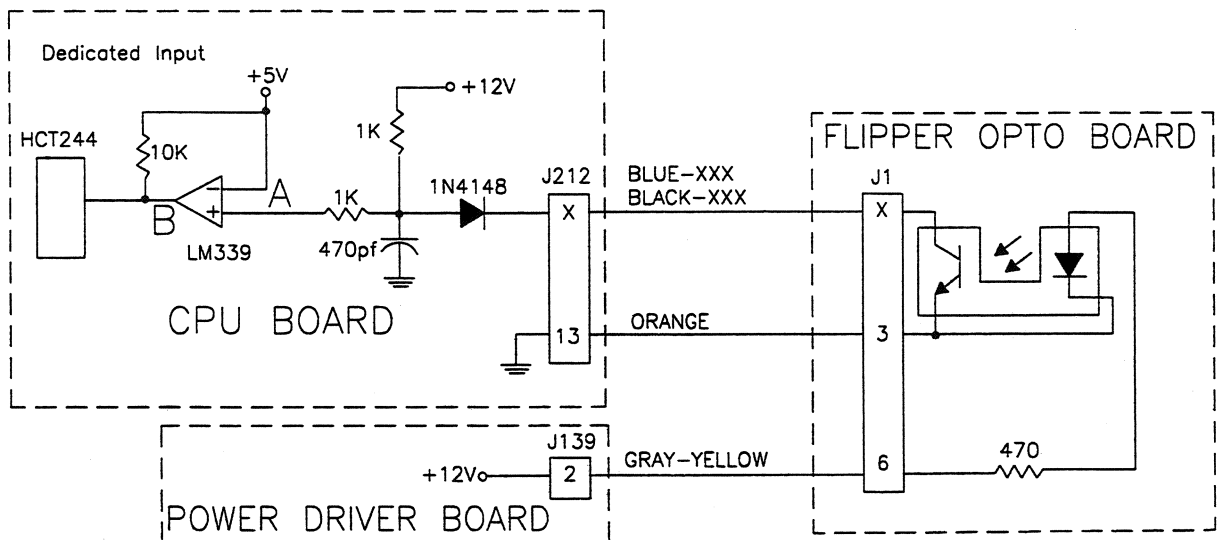 Dedicated Input
+5V
+12V
HCT244
10K
1K
A
1K
1N4148
J212
X
B
+
LM339
470pf
CPU BOARD
13
BLUE-XXX
BLACK-XXX
ORANGE
FLIPPER OPTO BOARD
J1
X
3
6
470
J139
+12V
2
GRAY-YELLOW
POWER DRIVER BOARD